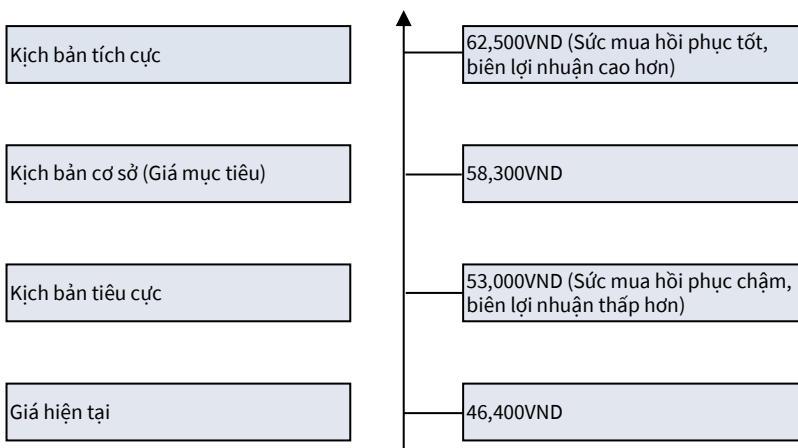 Kịch bản tích cực
62,500VND (Sức mua hồi phục tốt,
biên lợi nhuận cao hơn)
Kịch bản cơ sở (Giá mục tiêu)
58,300VND
Kịch bản tiêu cực
53,000VND (Sức mua hồi phục chậm,
biên lợi nhuận thấp hơn)
Giá hiện tại
46,400VND